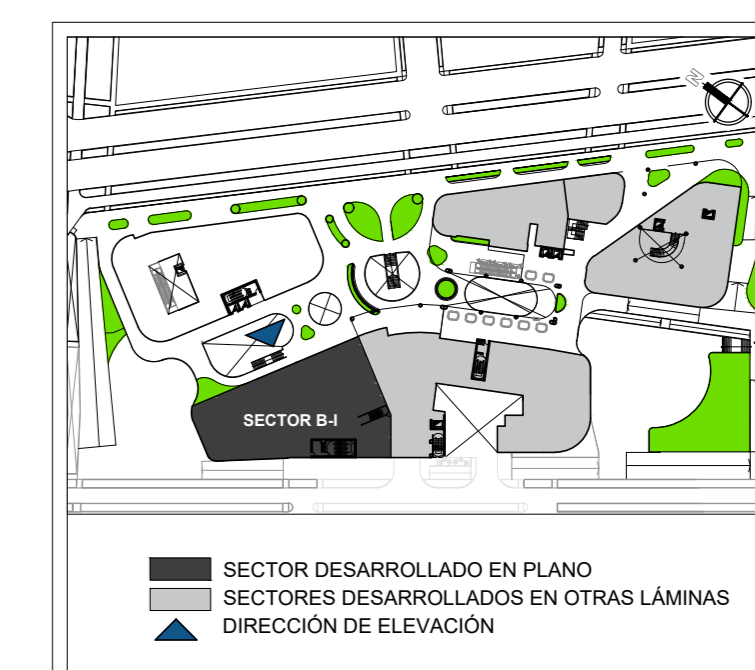 N
SECTOR B-I
SECTOR DESARROLLADO EN PLANO
SECTORES DESARROLLADOS EN OTRAS LÁMINAS
DIRECCIÓN DE ELEVACIÓN